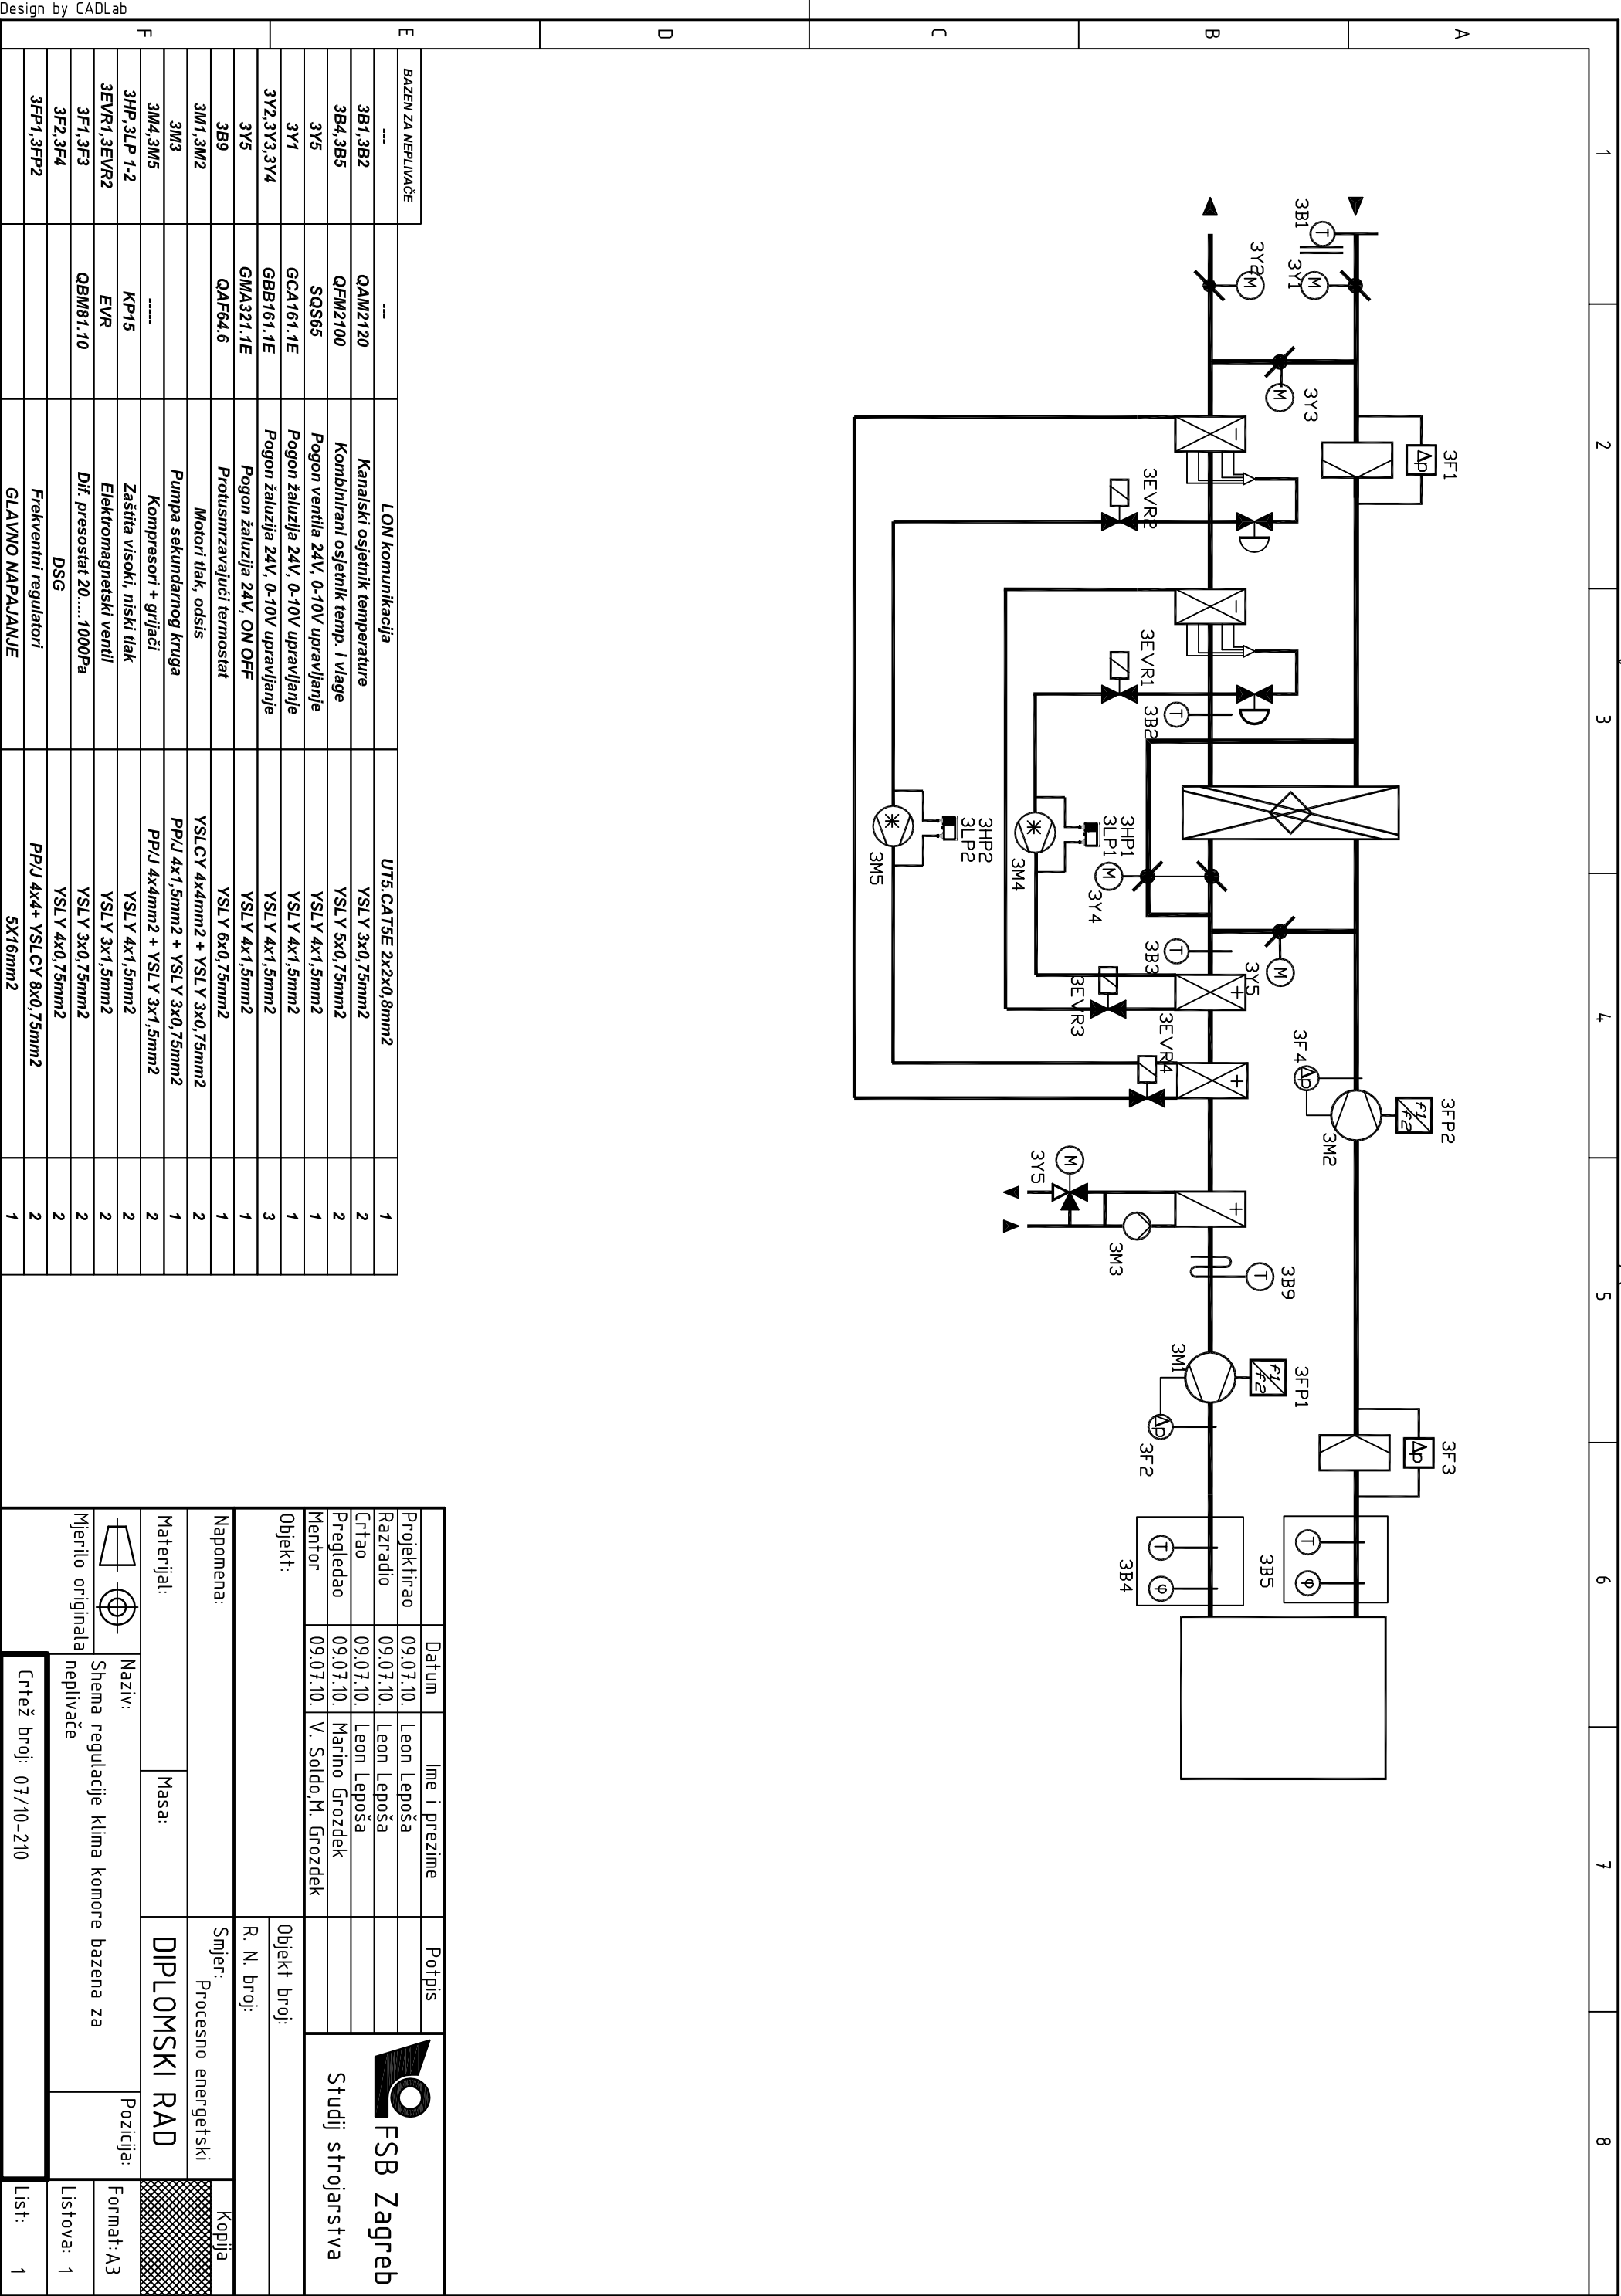 Design by CADLab
1
2
3
4
5
6
7
8
A
B
C
D
E
F
3B1
T
3Y1
M
3Y2
M
3Y3
M
3F1
Δp
3EVR2
3EVR1
3B2
T
3HP1
3LP1
3M4
3HP2
3LP2
3M5
3Y4
M
3B3
T
3Y5
M
3EVR3
3EVR4
3F4
Δp
3FP2
f1/f2
3M2
3Y5
M
3M3
3B9
T
3M1
3FP1
f1/f2
3F2
Δp
3F3
Δp
3B5
T
φ
3B4
T
φ
BAZEN ZA NEPLIVAČE
--- --- LON komunikacija UT5.CAT5E 2x2x0,8mm2 1
3B1,3B2 QAM2120 Kanalski osjetnik temperature YSLY 3x0,75mm2 2
3B4,3B5 QFM2100 Kombinirani osjetnik temp. i vlage YSLY 5x0,75mm2 2
3Y5 SQS65 Pogon ventila 24V, 0-10V upravljanje YSLY 4x1,5mm2 1
3Y1 GCA161.1E Pogon žaluzija 24V, 0-10V upravljanje YSLY 4x1,5mm2 1
3Y2,3Y3,3Y4 GBB161.1E Pogon žaluzija 24V, 0-10V upravljanje YSLY 4x1,5mm2 3
3Y5 GMA321.1E Pogon žaluzija 24V, ON OFF YSLY 4x1,5mm2 1
3B9 QAF64.6 Protusmrzavajući termostat YSLY 6x0,75mm2 1
3M1,3M2 Motori tlak, odsis YSLCY 4x4mm2 + YSLY 3x0,75mm2 2
3M3 Pumpa sekundarnog kruga PP/J 4x1,5mm2 + YSLY 3x0,75mm2 1
3M4,3M5 ----- Kompresori + grijači PP/J 4x4mm2 + YSLY 3x1,5mm2 2
3HP,3LP 1-2 KP15 Zaštita visoki, niski tlak YSLY 4x1,5mm2 2
3EVR1,3EVR2 EVR Elektromagnetski ventil YSLY 3x1,5mm2 2
3F1,3F3 QBM81.10 Dif. presostat 20.....1000Pa YSLY 3x0,75mm2 2
3F2,3F4 DSG YSLY 4x0,75mm2 2
3FP1,3FP2 Frekventni regulatori PP/J 4x4+ YSLCY 8x0,75mm2 2
GLAVNO NAPAJANJE 5X16mm2 1
Datum Ime i prezime Potpis
Projektirao 09.07.10. Leon Lepoša
Razradio 09.07.10. Leon Lepoša
Crtao 09.07.10. Leon Lepoša
Pregledao 09.07.10. Marino Grozdek
Mentor 09.07.10. V. Soldo,M. Grozdek
FSB Zagreb
Studij strojarstva
Objekt:
Objekt broj:
R. N. broj:
Napomena:
Smjer:
Procesno energetski
Kopija
Materijal:
Masa:
DIPLOMSKI RAD
Naziv:
Shema regulacije klima komore bazena za
neplivače
Pozicija:
Format: A3
Mjerilo originala
Listova: 1
Crtež broj: 07/10-210
List: 1